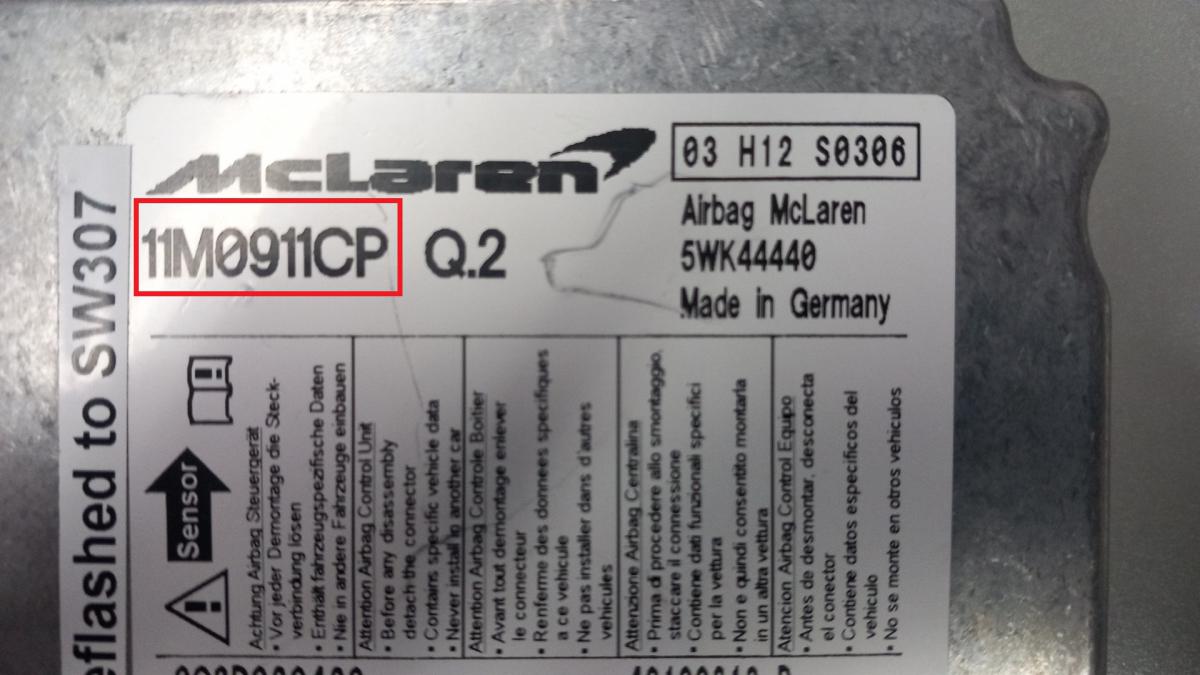 McLaren
11M0911CP Q.2
03 H12 S0306
Airbag McLaren
5WK44440
Made in Germany
eflashed to SW307
Sensor
Achtung Airbag Steuergerät
• Vor jeder Demontage die Steck-
verbindung lösen
• Enthält fahrzeugspezifische Daten
• Nie in andere Fahrzeuge einbauen
Attention Airbag Control Unit
• Before any disassembly
detach the connector
• Contains specific vehicle data
• Never install in another car
Attention Airbag Controle Boitier
• Avant tout demontage enlever
le connecteur
• Renferme des donnees specifiques
a ce vehicule
• Ne pas installer dans d'autres
vehicules
Attenzione Airbag Centralina
• Prima di procedere allo smontaggio,
staccare il connessione
• Contiene dati funzionali specifici
per la vettura
• Non e quindi consentito montarla
in un altra vettura
Atencion Airbag Control Equipo
• Antes de desmontar, desconecta
el conector
• Contiene datos especificos del
vehiculo
• No se monte en otros vehiculos